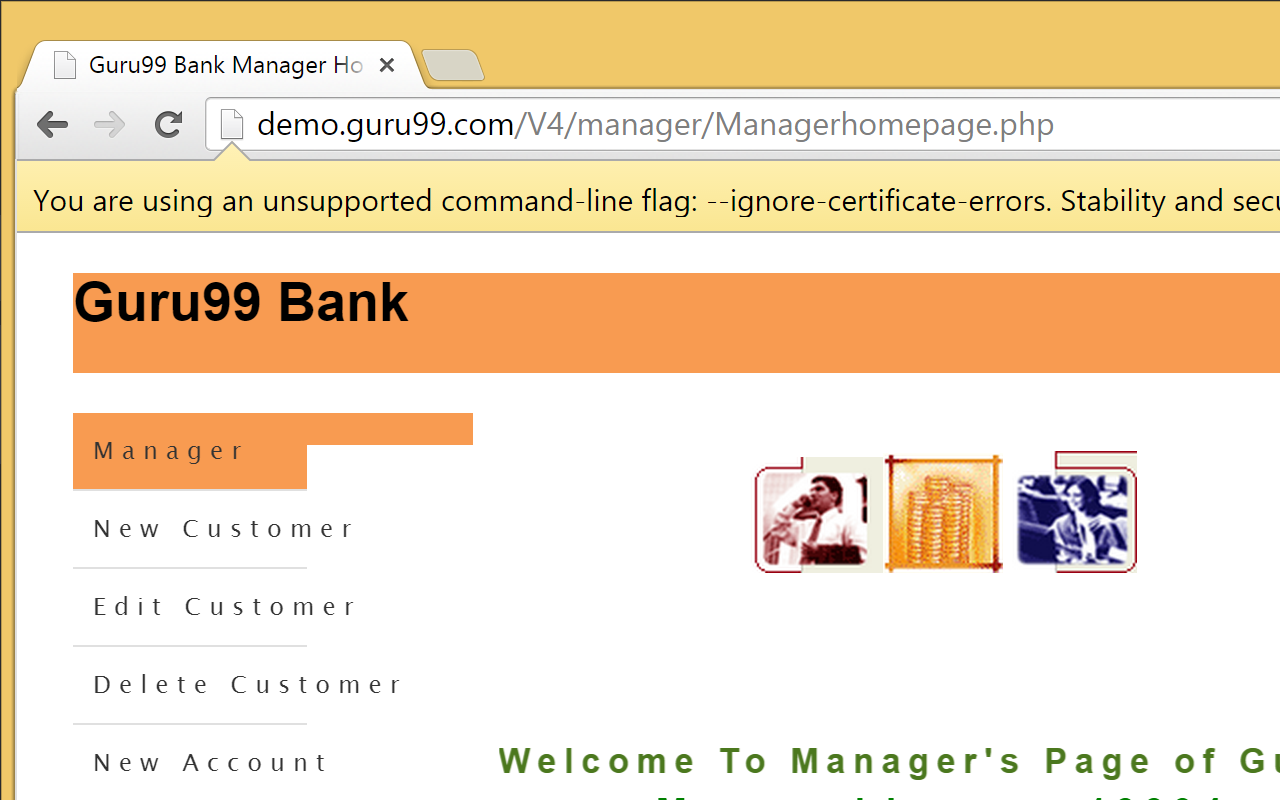 Guru99 Bank Manager Ho
demo.guru99.com/V4/manager/Managerhomepage.php
You are using an unsupported command-line flag: --ignore-certificate-errors. Stability and secu
Guru99 Bank
Manager
New Customer
Edit Customer
Delete Customer
New Account
Welcome To Manager's Page of Gu